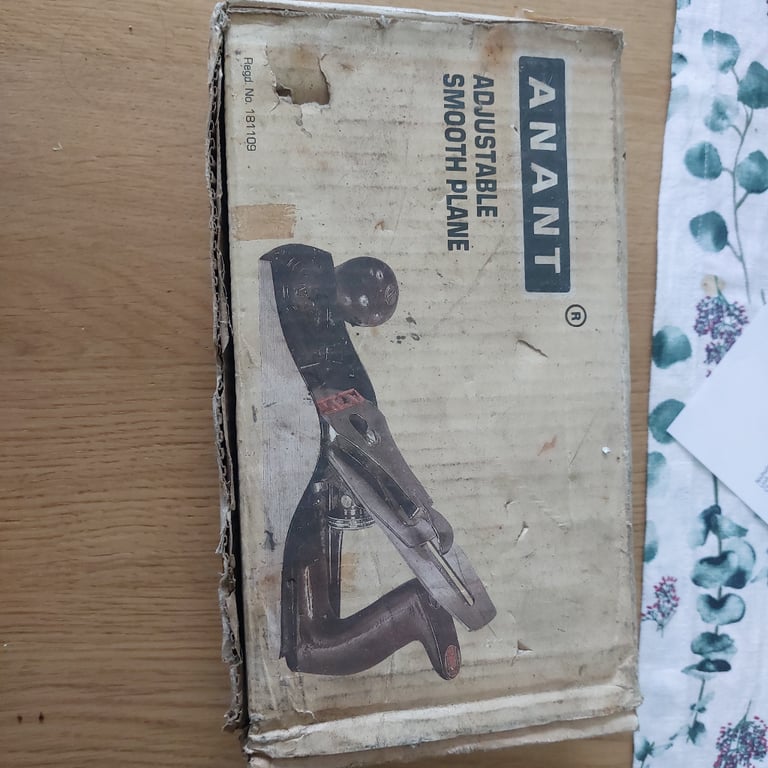 ANANT ®
ADJUSTABLE
SMOOTH PLANE
Regd. No. 181109